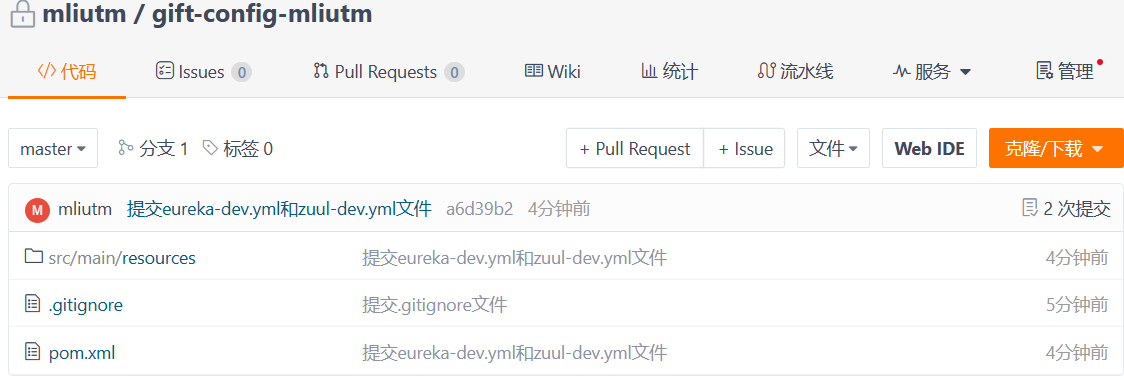 mliutm / gift-config-mliutm
代码 Issues 0 Pull Requests 0 Wiki 统计 流水线 服务 管理
master 分支 1 标签 0 + Pull Request + Issue 文件 Web IDE 克隆/下载
M mliutm 提交eureka-dev.yml和zuul-dev.yml文件 a6d39b2 4分钟前 2 次提交
src/main/resources 提交eureka-dev.yml和zuul-dev.yml文件 4分钟前
.gitignore 提交.gitignore文件 5分钟前
pom.xml 提交eureka-dev.yml和zuul-dev.yml文件 4分钟前